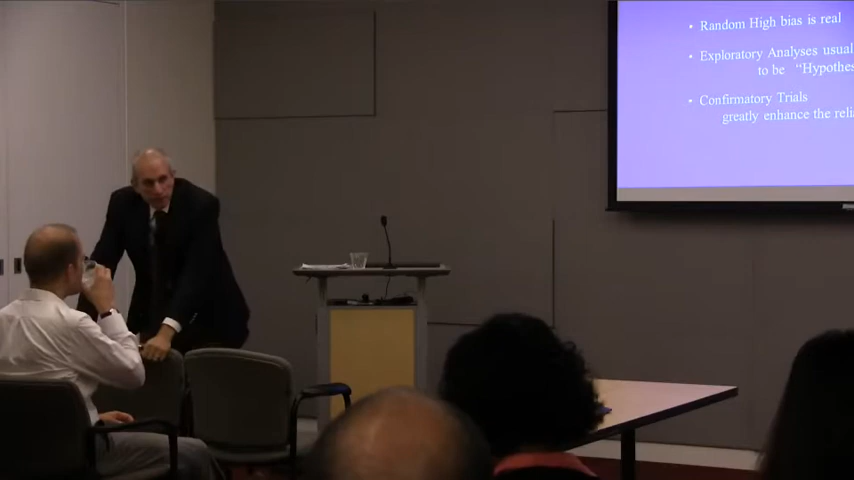 • Random High bias is real
• Exploratory Analyses usual
to be "Hypothes
• Confirmatory Trials
greatly enhance the reli